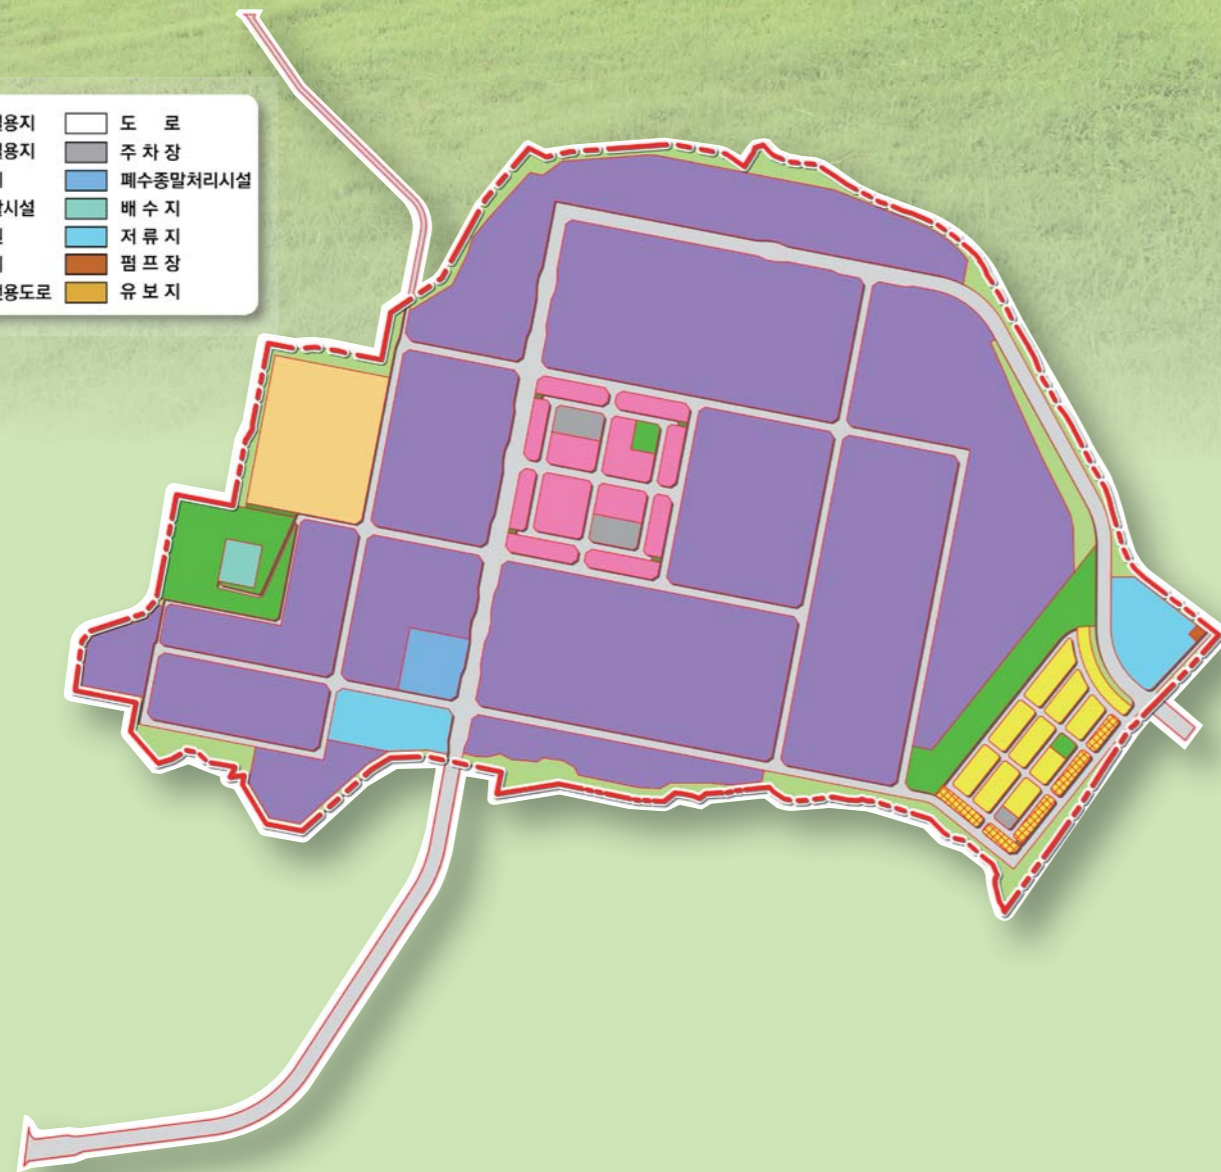 용지 도 로
용지 주 차 장
폐수종말처리시설
시설 배 수 지
저 류 지
펌 프 장
용도로 유 보 지